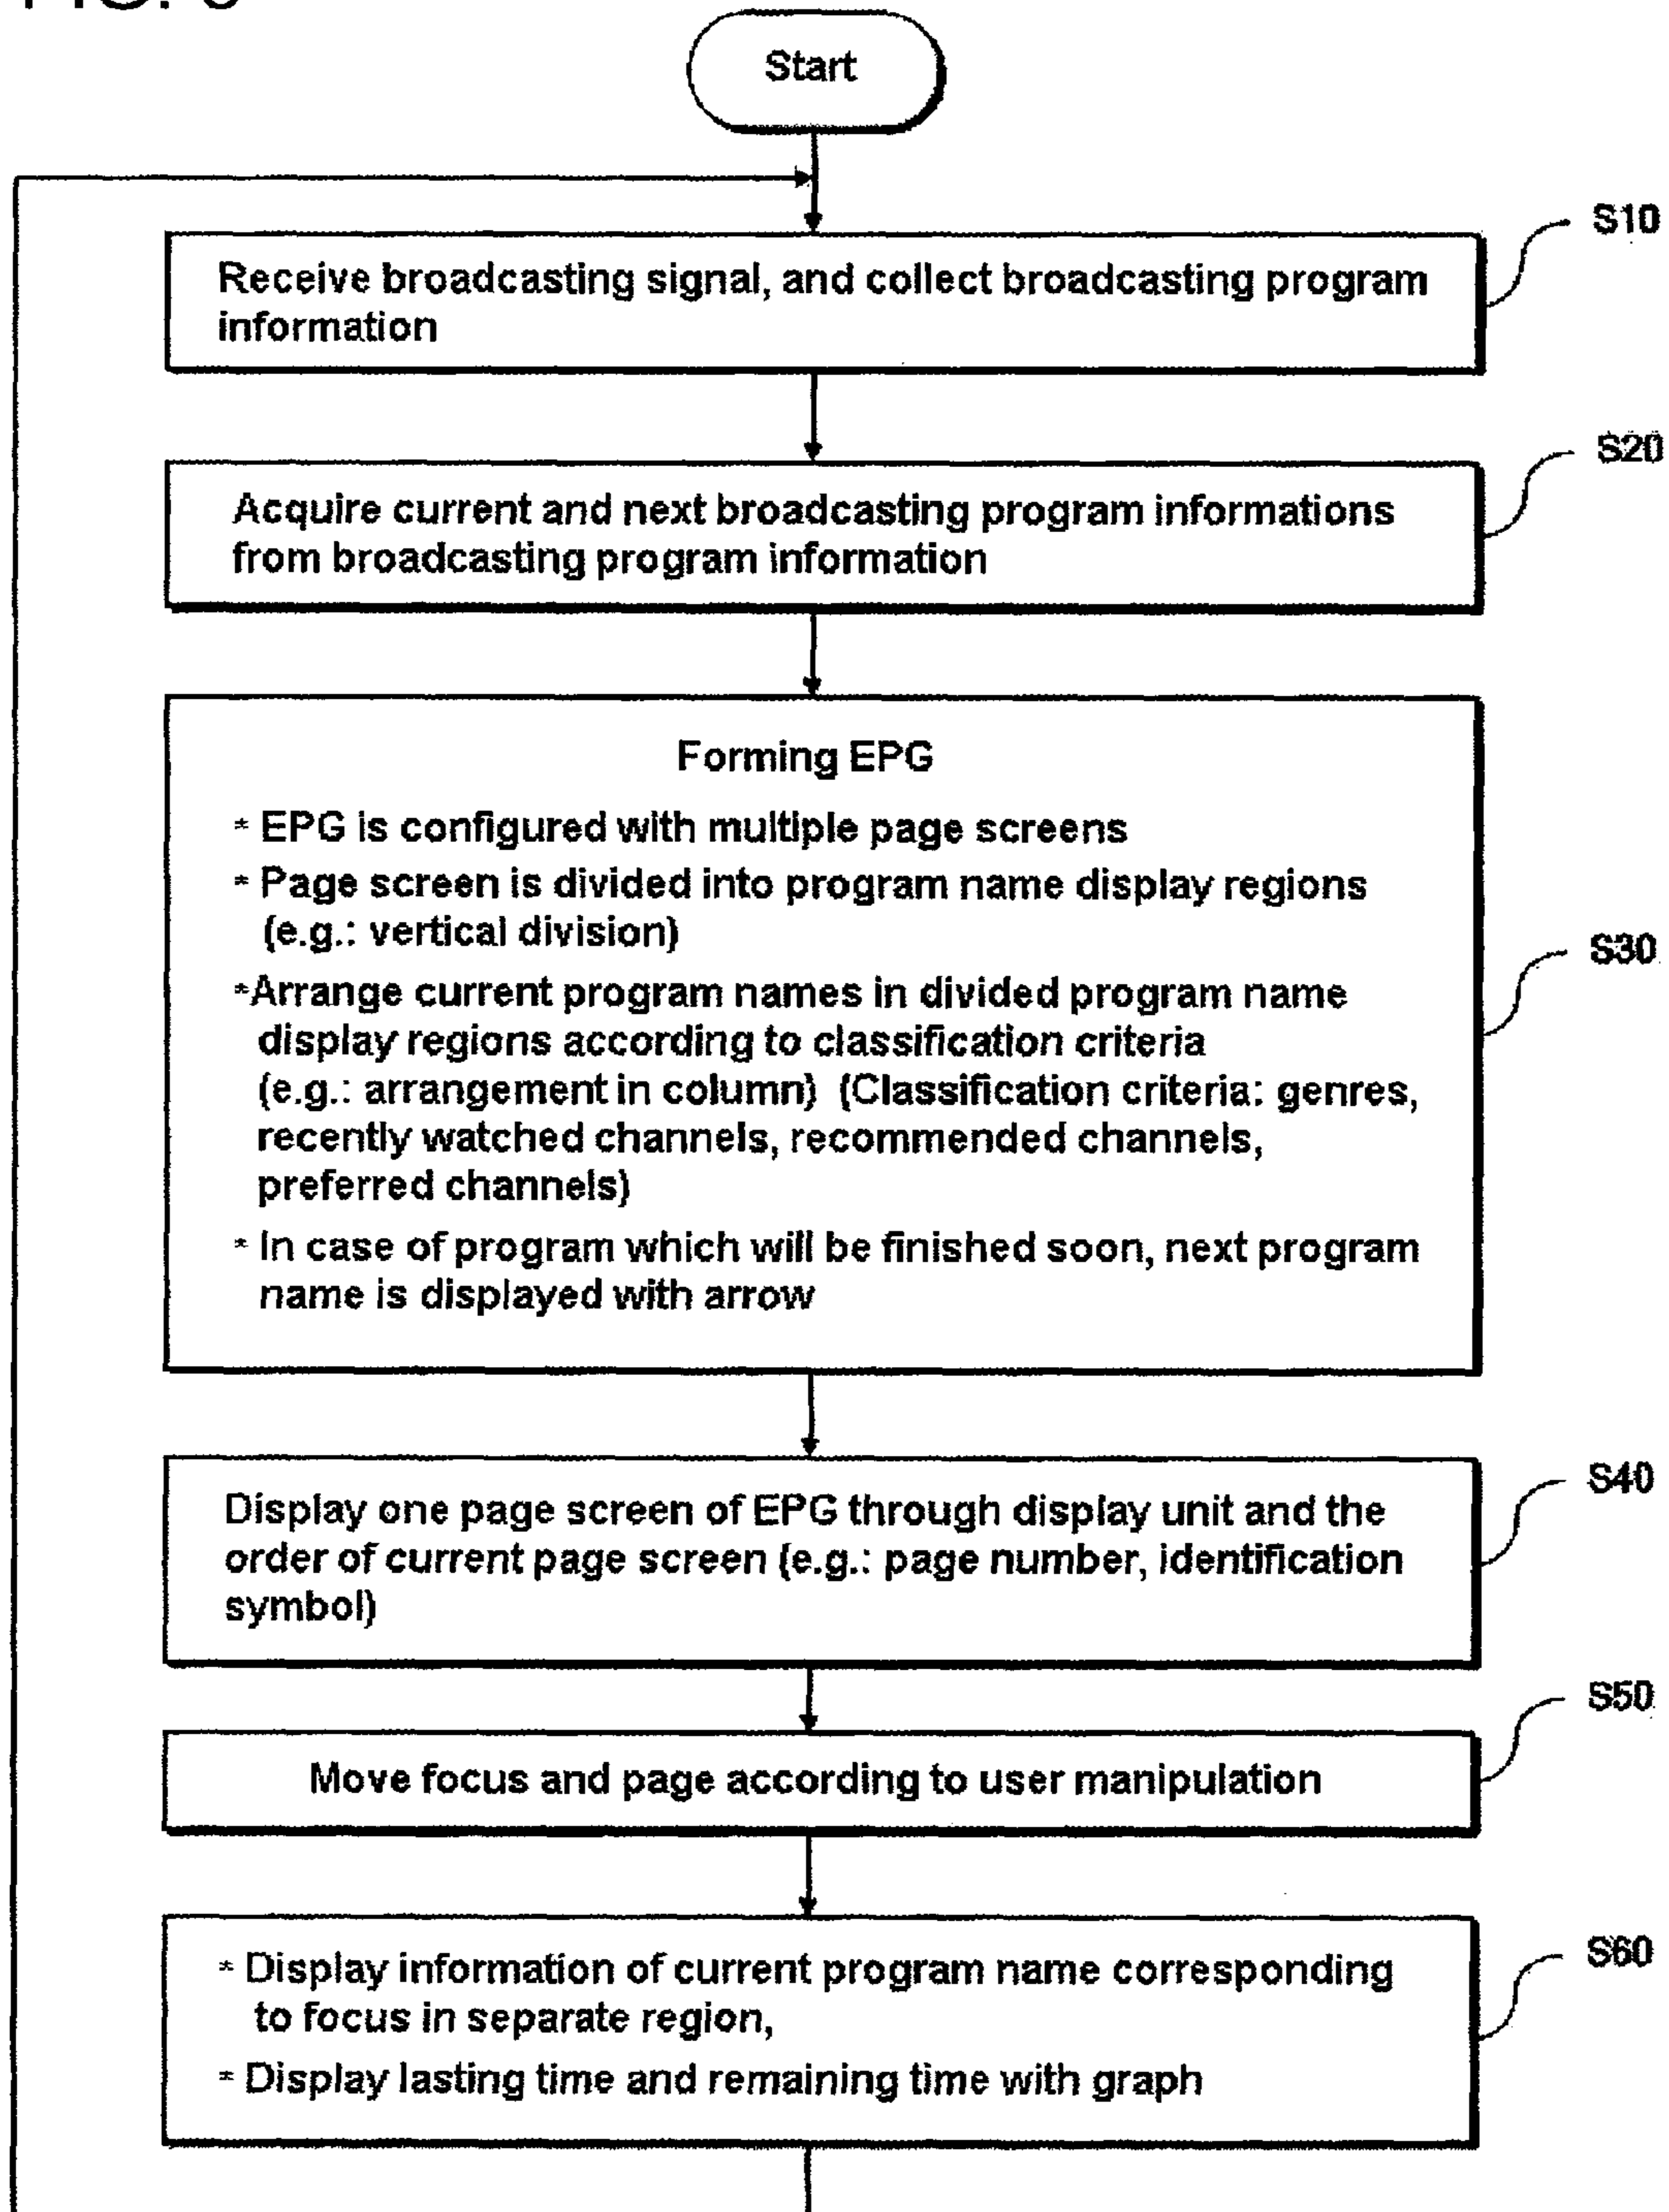 Start
S10
Receive broadcasting signal, and collect broadcasting program
information
S20
Acquire current and next broadcasting program informations
from broadcasting program information
Forming EPG
* EPG is configured with multiple page screens
* Page screen is divided into program name display regions
(e.g.: vertical division)
S30
*Arrange current program names in divided program name
display regions according to classification criteria
(e.g.: arrangement in column) (Classification criteria: genres,
recently watched channels, recommended channels,
preferred channels)
* In case of program which will be finished soon, next program
name is displayed with arrow
S40
Display one page screen of EPG through display unit and the
order of current page screen (e.g.: page number, identification
symbol)
S50
Move focus and page according to user manipulation
S60
* Display information of current program name corresponding
to focus in separate region,
* Display lasting time and remaining time with graph